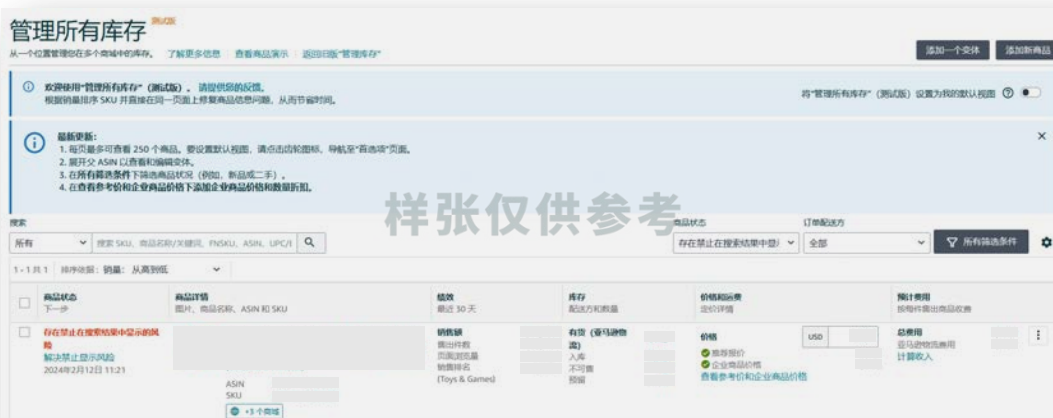 管理所有库存 测试版
从一个位置管理您在多个商城中的库存。 了解更多信息 查看商品演示 返回旧版"管理库存"
添加一个变体 添加新商品
欢迎使用"管理所有库存"（测试版）。 请提供您的反馈。
根据销量排序 SKU 并直接在同一页面上修复商品信息问题，从而节省时间。
将"管理所有库存"（测试版）设置为我的默认视图
最新更新:
1. 每页最多可查看 250 个商品。要设置默认视图，请点击齿轮图标、导航至"首选项"页面。
2. 展开父 ASIN 以查看和编辑变体。
3. 在所有筛选条件下筛选商品状况（例如，新品或二手）。
4. 在查看参考价和企业商品价格下添加企业商品价格和数量折扣。
样张仅供参考
搜索 商品状态 订单配送方
所有 搜索 SKU、商品名称/关键词、FNSKU、ASIN、UPC/I 存在禁止在搜索结果中显示 全部 所有筛选条件
1 - 1 共 1 排序依据: 销量: 从高到低
商品状态 商品详情 绩效 库存 价格和运费 预计费用
下一步 图片、商品名称、ASIN 和 SKU 最近 30 天 配送方和数量 定价详情 按每件售出商品收费
存在禁止在搜索结果中显示的风险
解决禁止显示风险
2024年2月12日 11:21
ASIN
SKU
+3 个商城
销售额
售出件数
页面浏览量
销售排名
(Toys & Games)
有货（亚马逊物流）
入库
不可售
预留
价格 USD
推荐报价
企业商品价格
查看参考价和企业商品价格
总费用
亚马逊物流费用
计算收入